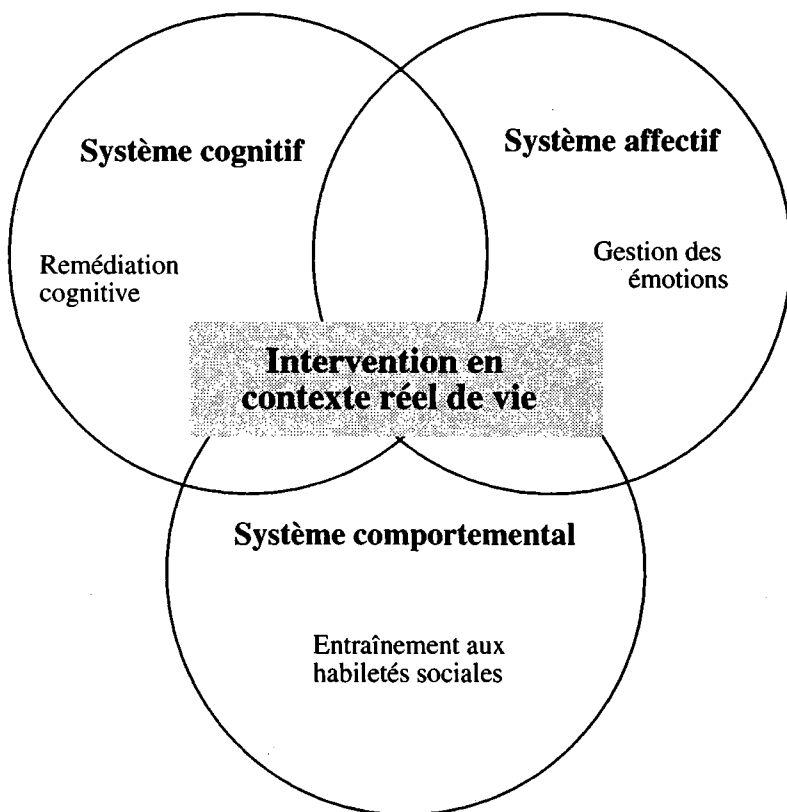 Système cognitif
Système affectif
Remédiation
cognitive
Gestion des
émotions
Intervention en
contexte réel de vie
Système comportemental
Entraînement aux
habiletés sociales